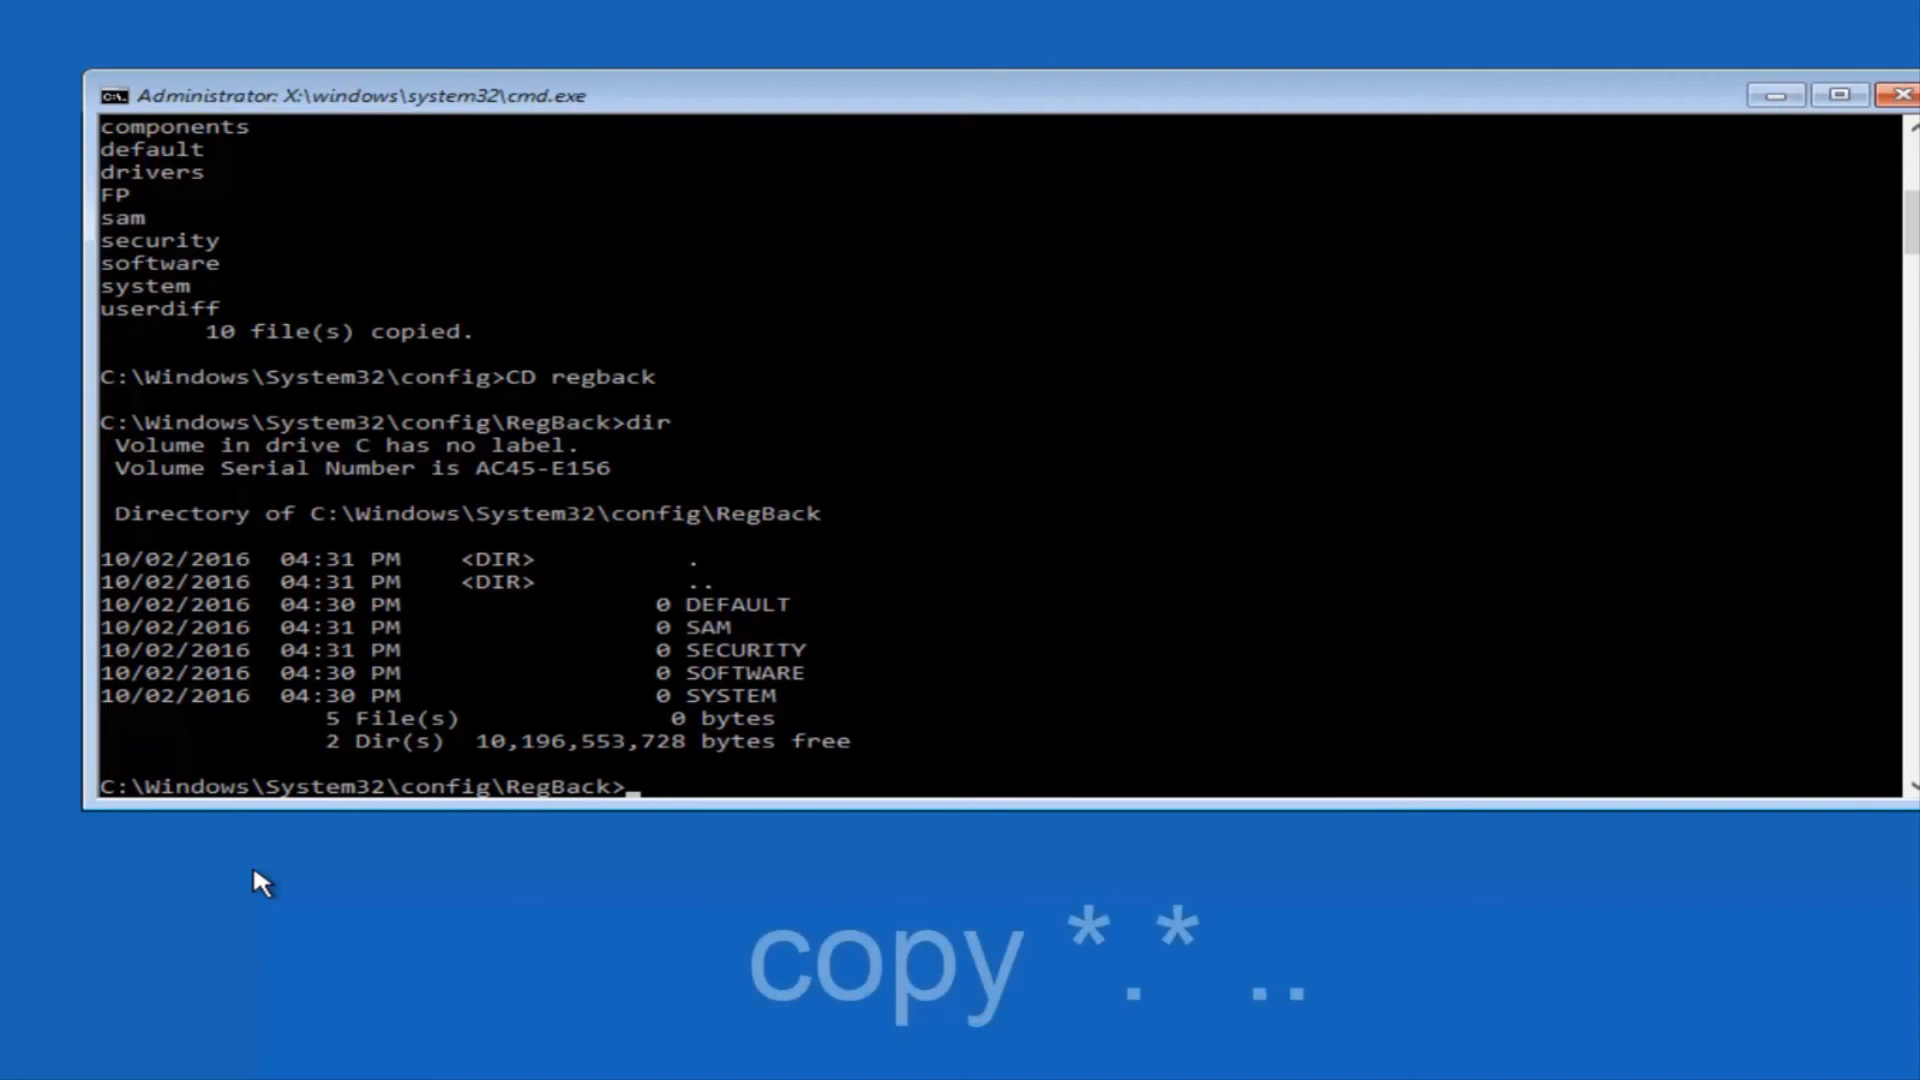 Administrator: X:\windows\system32\cmd.exe
components
default
drivers
FP
sam
security
software
system
userdiff
10 file(s) copied.
C:\Windows\System32\config>CD regback
C:\Windows\System32\config\RegBack>dir
Volume in drive C has no label.
Volume Serial Number is AC45-E156
Directory of C:\Windows\System32\config\RegBack
10/02/2016  04:31 PM    <DIR>          .
10/02/2016  04:31 PM    <DIR>          ..
10/02/2016  04:30 PM                 0 DEFAULT
10/02/2016  04:31 PM                 0 SAM
10/02/2016  04:31 PM                 0 SECURITY
10/02/2016  04:30 PM                 0 SOFTWARE
10/02/2016  04:30 PM                 0 SYSTEM
5 File(s)              0 bytes
2 Dir(s)  10,196,553,728 bytes free
C:\Windows\System32\config\RegBack>_
copy *.* ..